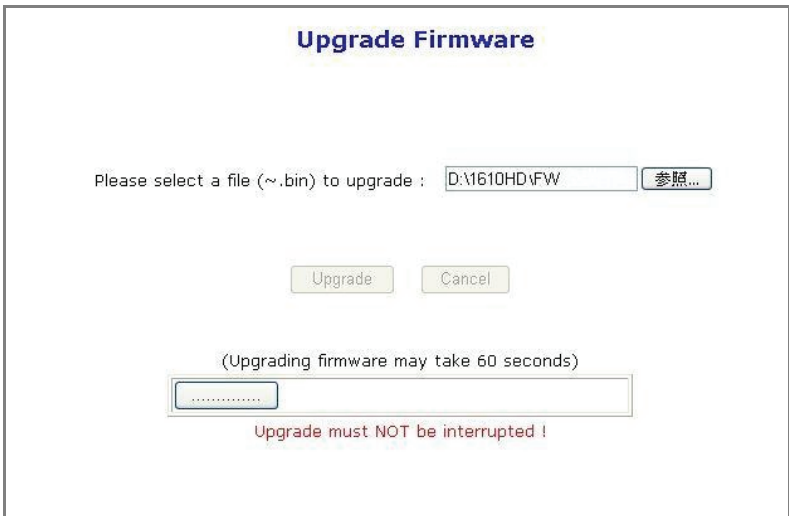 Upgrade Firmware
Please select a file (~.bin) to upgrade : D:\1610HD\FW 参照...
Upgrade Cancel
(Upgrading firmware may take 60 seconds)
..............
Upgrade must NOT be interrupted !